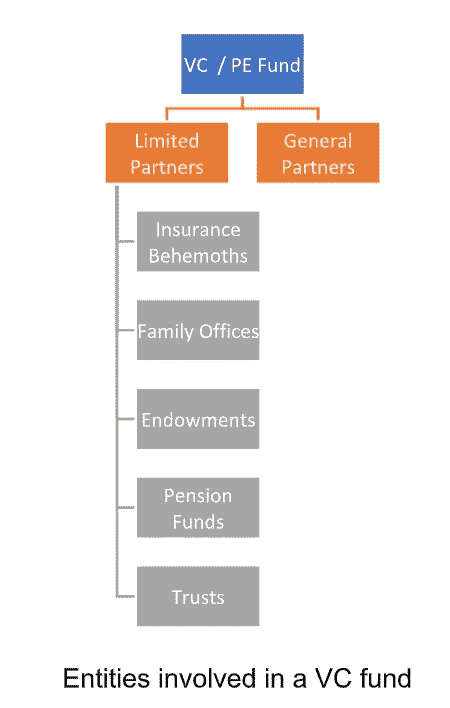 VC / PE Fund
Limited
Partners
General
Partners
Insurance
Behemoths
Family Offices
Endowments
Pension
Funds
Trusts
Entities involved in a VC fund